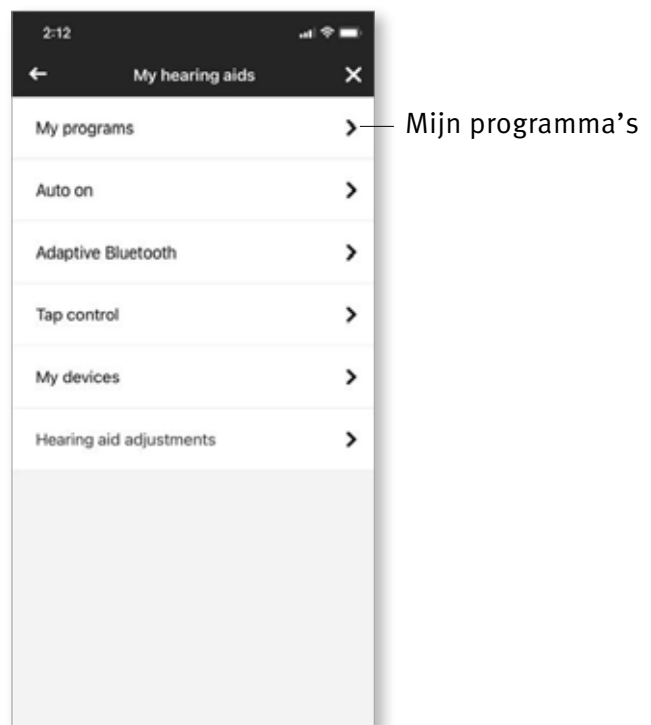 2:12
My hearing aids
My programs
Mijn programma's
Auto on
Adaptive Bluetooth
Tap control
My devices
Hearing aid adjustments